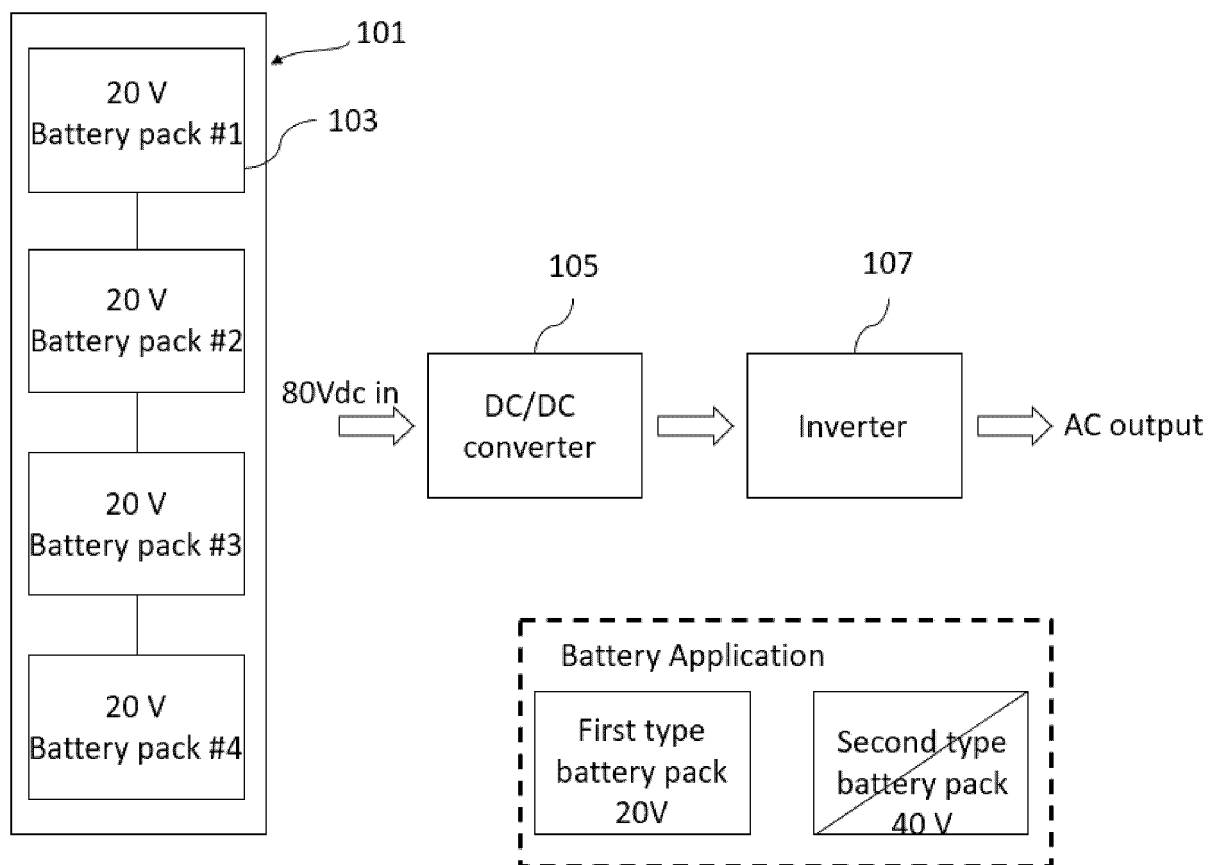 101
20 V
Battery pack #1
103
20 V
Battery pack #2
20 V
Battery pack #3
20 V
Battery pack #4
80Vdc in
105
DC/DC
converter
107
Inverter
AC output
Battery Application
First type
battery pack
20V
Second type
battery pack
40 V